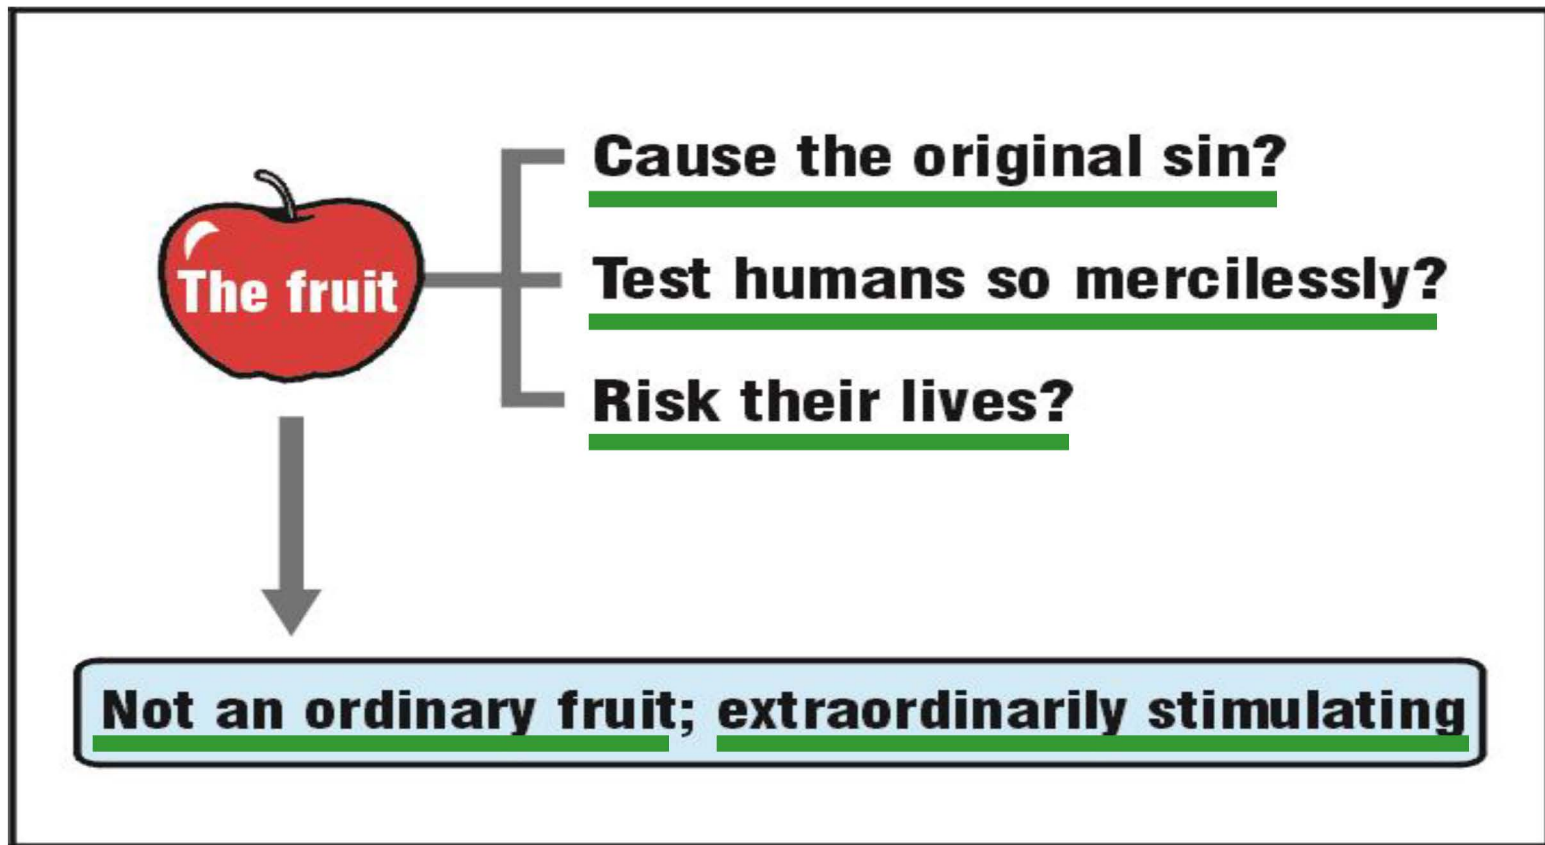 Cause the original sin?
The fruit
Test humans so mercilessly?
Risk their lives?
Not an ordinary fruit; extraordinarily stimulating